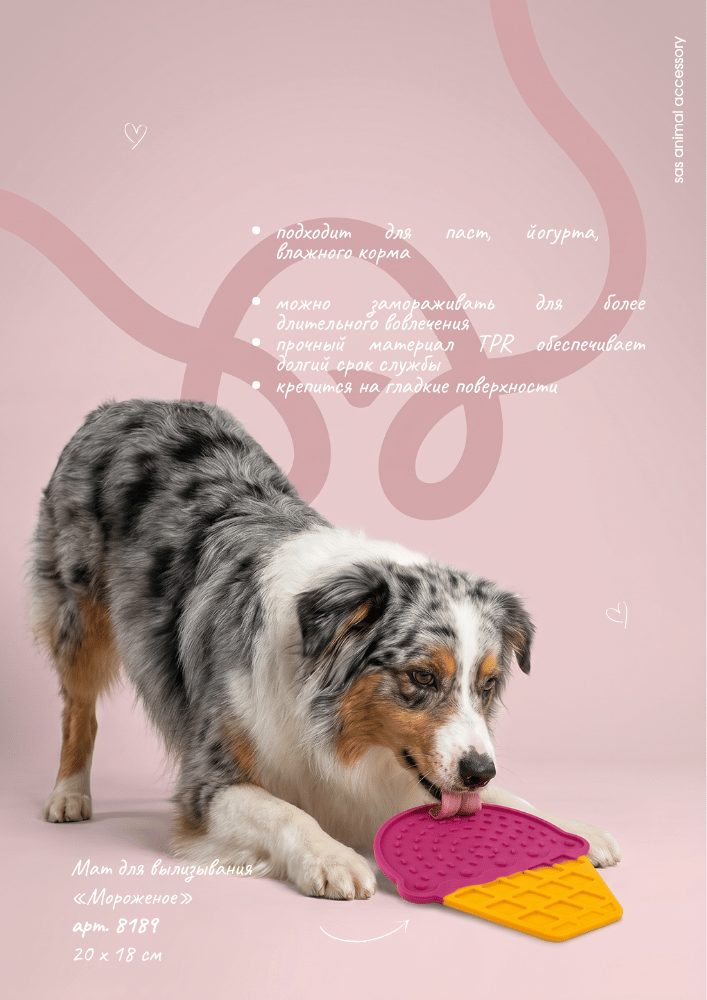 sas animal accessory
подходит для паст, йогурта,
влажного корма
можно замораживать для более
длительного вовлечения
прочный материал TPR обеспечивает
долгий срок службы
крепится на гладкие поверхности
Мат для вылизывания
«Мороженое»
арт. 8189
20 x 18 см